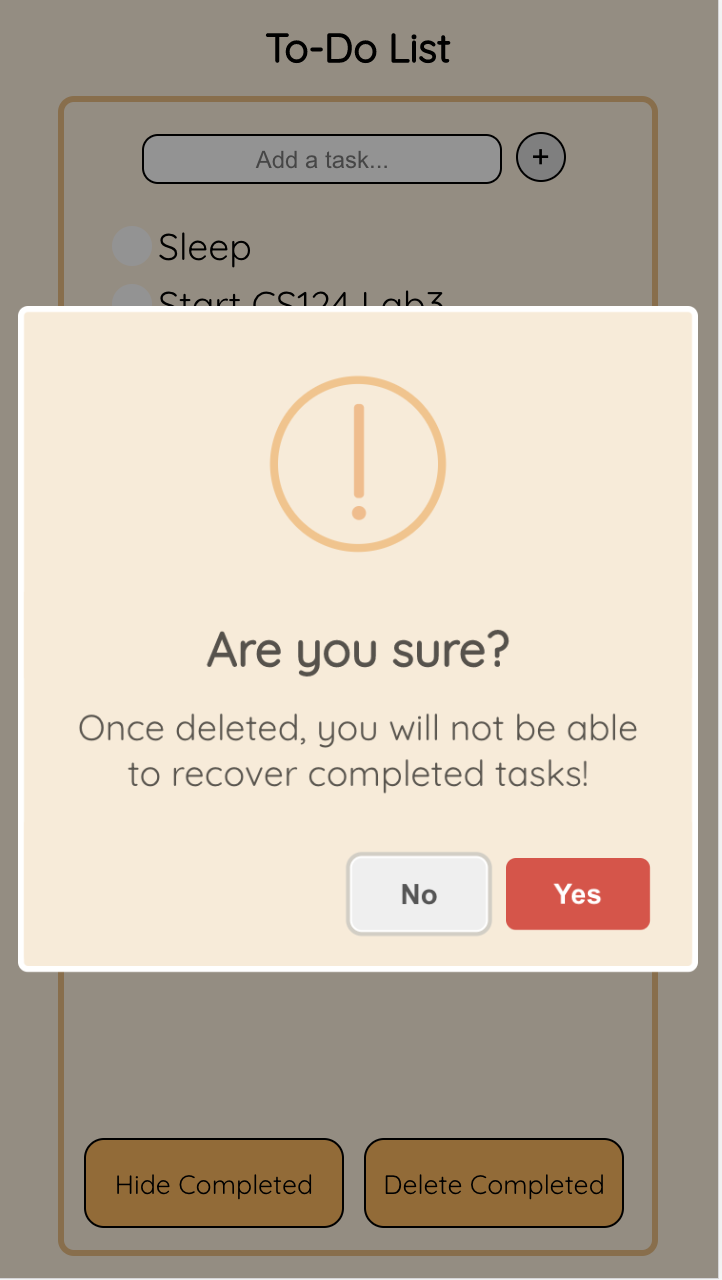 To-Do List
Add a task...
+
Sleep
Start CS124 Lab3
Are you sure?
Once deleted, you will not be able
to recover completed tasks!
No
Yes
Hide Completed
Delete Completed